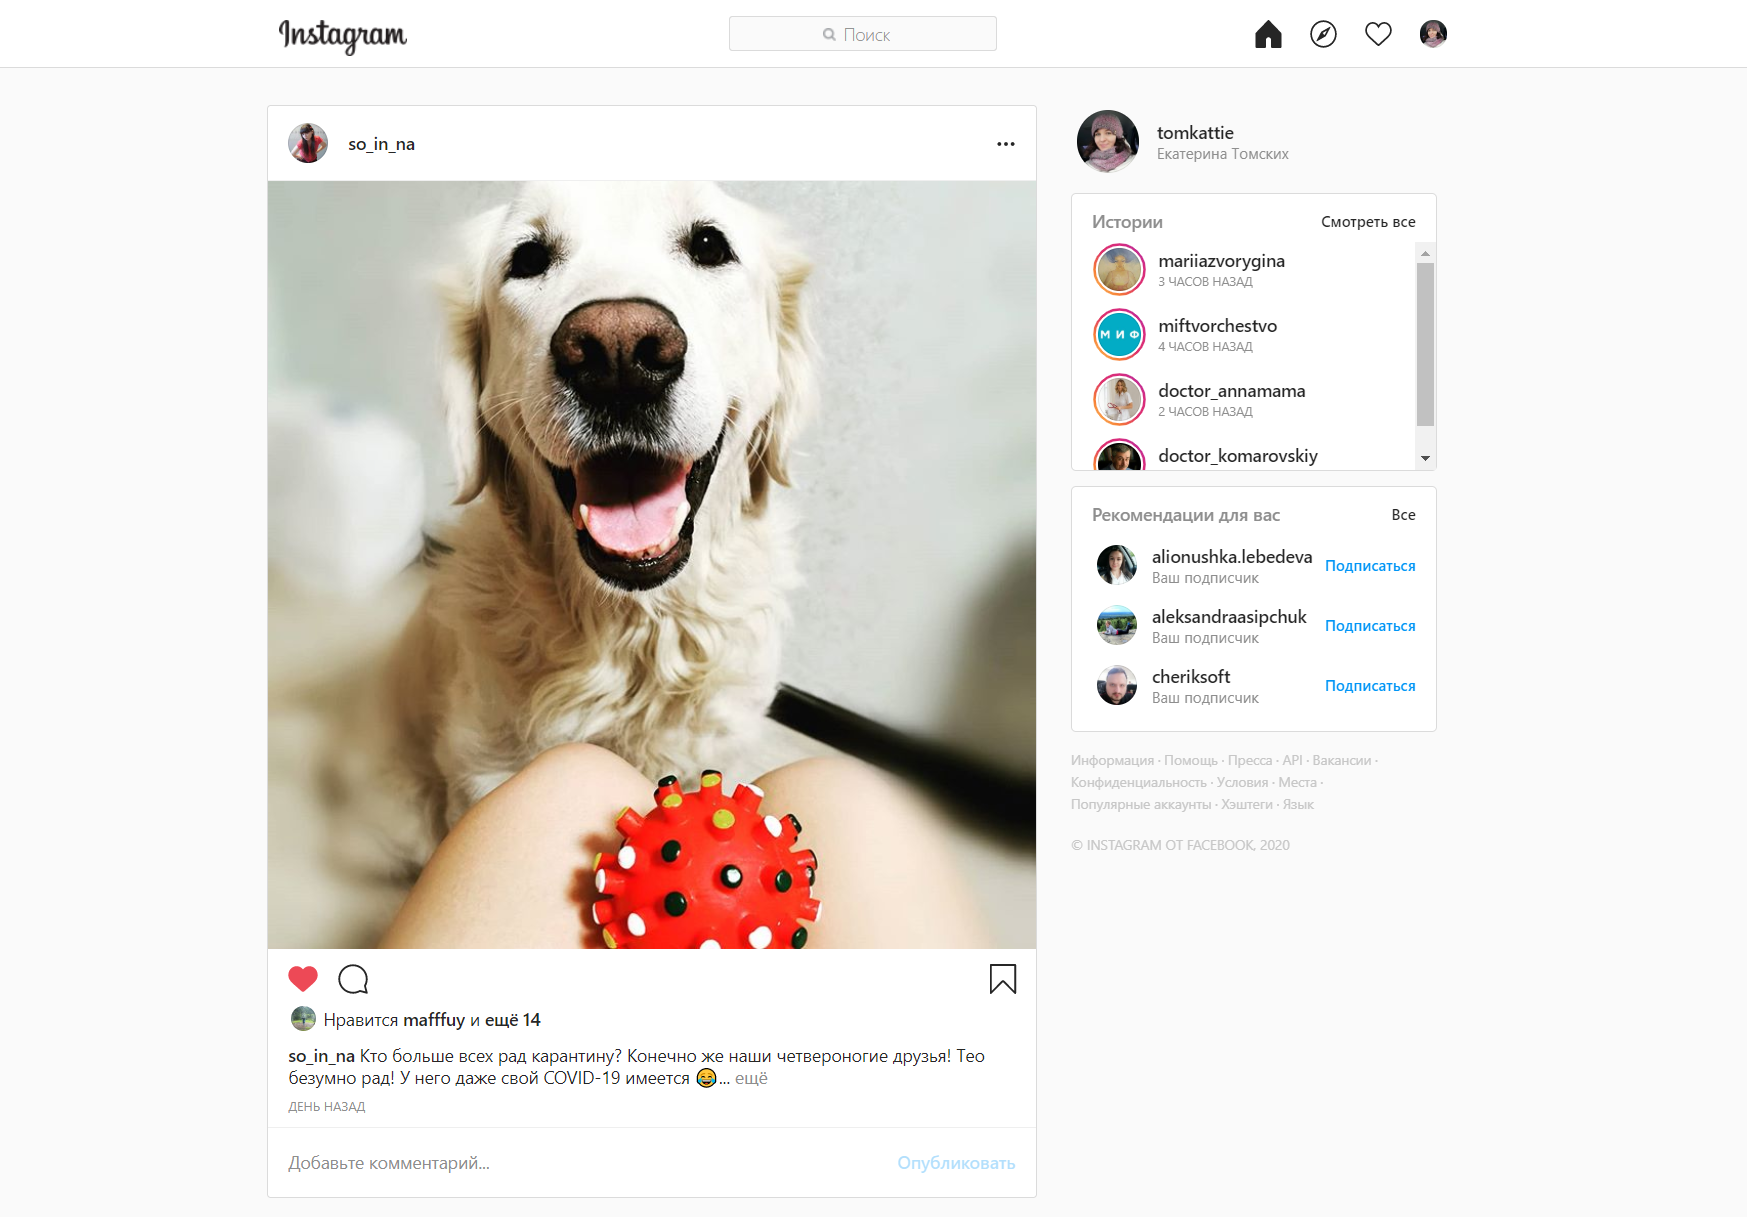 Instagram
Поиск
so_in_na
tomkattie
Екатерина Томских
Истории
Смотреть все
mariiazvorygina
3 ЧАСОВ НАЗАД
МИФ
miftvorchestvo
4 ЧАСОВ НАЗАД
doctor_annamama
2 ЧАСОВ НАЗАД
doctor_komarovskiy
Рекомендации для вас
Все
alionushka.lebedeva
Ваш подписчик
Подписаться
aleksandraasipchuk
Ваш подписчик
Подписаться
cheriksoft
Ваш подписчик
Подписаться
Информация · Помощь · Пресса · API · Вакансии ·
Конфиденциальность · Условия · Места ·
Популярные аккаунты · Хэштеги · Язык
© INSTAGRAM ОТ FACEBOOK, 2020
Нравится mafffuy и ещё 14
so_in_na Кто больше всех рад карантину? Конечно же наши четвероногие друзья! Тео
безумно рад! У него даже свой COVID-19 имеется 😂... ещё
ДЕНЬ НАЗАД
Добавьте комментарий...
Опубликовать